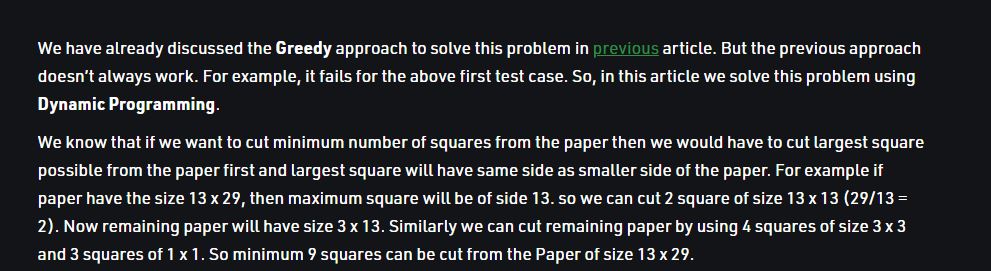 We have already discussed the Greedy approach to solve this problem in previous article. But the previous approach
doesn’t always work. For example, it fails for the above first test case. So, in this article we solve this problem using
Dynamic Programming.
We know that if we want to cut minimum number of squares from the paper then we would have to cut largest square
possible from the paper first and largest square will have same side as smaller side of the paper. For example if
paper have the size 13 x 29, then maximum square will be of side 13. so we can cut 2 square of size 13 x 13 (29/13 =
2). Now remaining paper will have size 3 x 13. Similarly we can cut remaining paper by using 4 squares of size 3 x 3
and 3 squares of 1 x 1. So minimum 9 squares can be cut from the Paper of size 13 x 29.